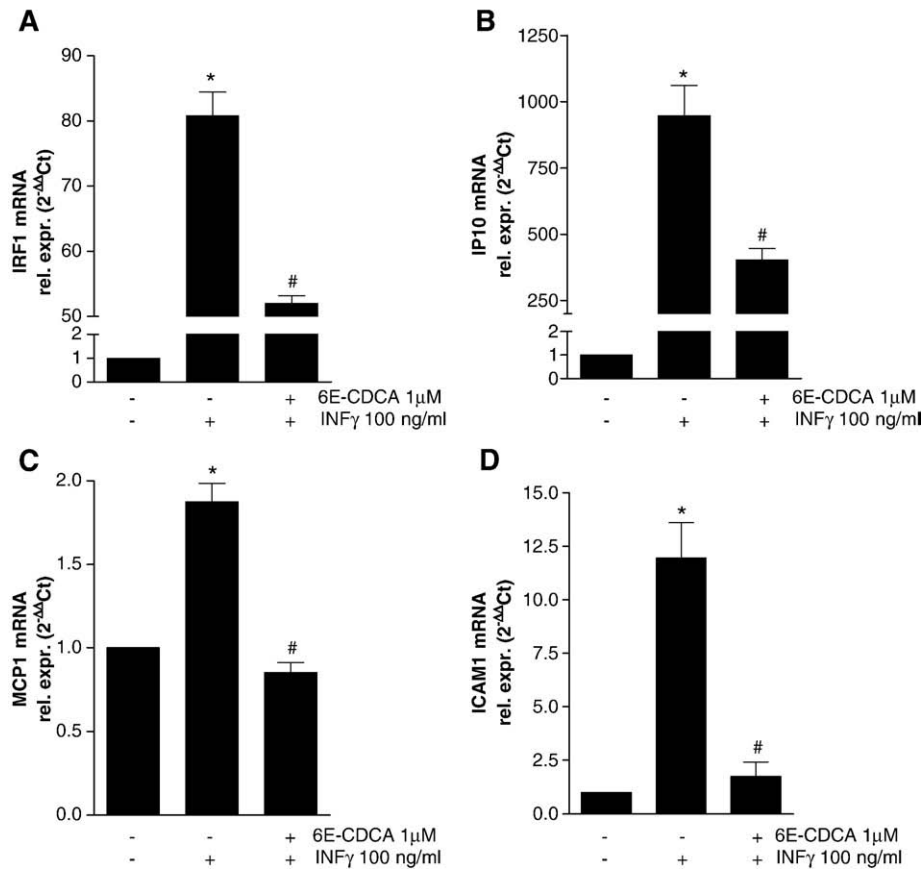 A
IRF1 mRNA
rel. expr. (2-ΔΔCt)
90
80
70
60
50
2
1
0
*
#
- + 6E-CDCA 1µM
- + + INFγ 100 ng/ml
B
IP10 mRNA
rel. expr. (2-ΔΔCt)
1250
1000
750
500
250
2
1
0
*
#
- + 6E-CDCA 1µM
- + + INFγ 100 ng/ml
C
MCP1 mRNA
rel. expr. (2-ΔΔCt)
2.0
1.5
1.0
0.5
0.0
*
#
- - + 6E-CDCA 1µM
- + + INFγ 100 ng/ml
D
ICAM1 mRNA
rel. expr. (2-ΔΔCt)
15.0
12.5
10.0
7.5
5.0
2.5
0.0
*
#
- - + 6E-CDCA 1µM
- + + INFγ 100 ng/ml